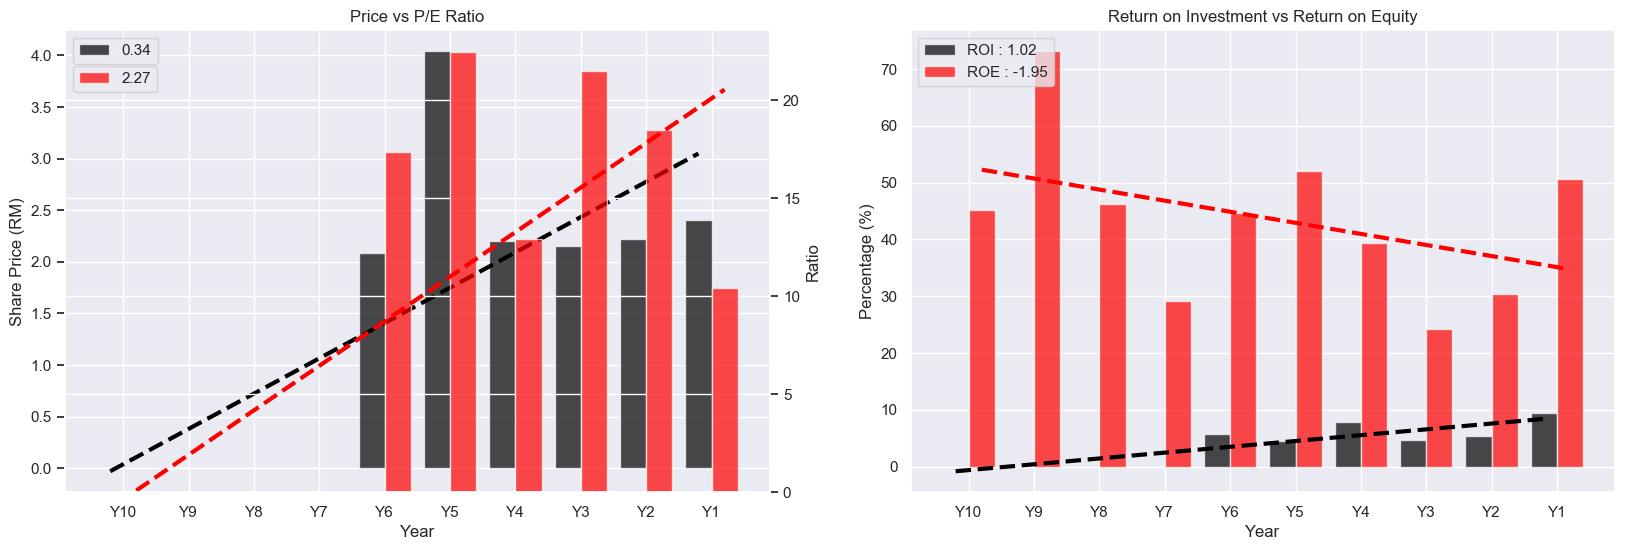 Price vs P/E Ratio
0.34
2.27
4.0
3.5
3.0
2.5
2.0
1.5
1.0
0.5
0.0
Share Price (RM)
20
15
10
5
0
Ratio
Y10 Y9 Y8 Y7 Y6 Y5 Y4 Y3 Y2 Y1
Year
Return on Investment vs Return on Equity
ROI : 1.02
ROE : -1.95
70
60
50
40
30
20
10
0
Percentage (%)
Y10 Y9 Y8 Y7 Y6 Y5 Y4 Y3 Y2 Y1
Year